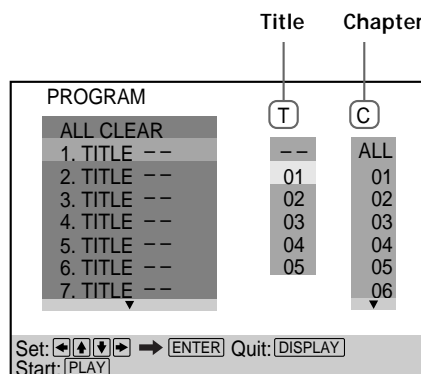 Title Chapter
PROGRAM
T C
ALL CLEAR
1. TITLE – – – – ALL
2. TITLE – – 01 01
3. TITLE – – 02 02
4. TITLE – – 03 03
5. TITLE – – 04 04
6. TITLE – – 05 05
7. TITLE – – 06
Set: ENTER Quit: DISPLAY
Start: PLAY